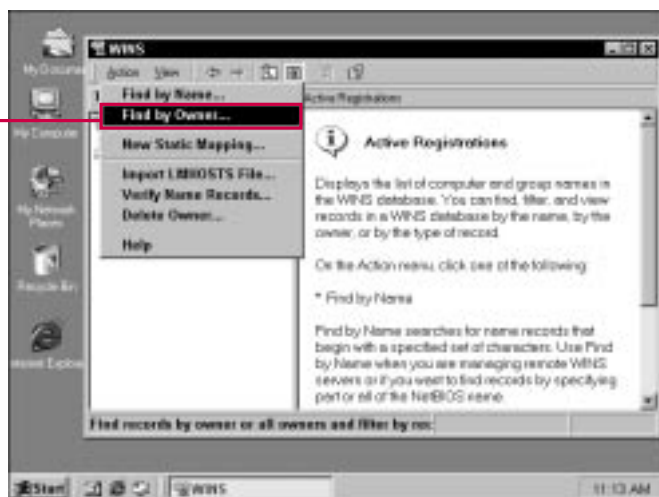 WINS
My Docume
Action View
Find by Name...
Find by Owner...
New Static Mapping...
Import LMHOSTS File...
Verify Name Records...
Delete Owner...
Help
Active Registrations
My Computer
My Network
Places
Recycle Bin
Internet Explor
Active Registrations
Displays the list of computer and group names in
the WINS database. You can find, filter, and view
records in a WINS database by the name, by the
owner, or by the type of record.
On the Action menu, click one of the following:
* Find by Name
Find by Name searches for name records that
begin with a specified set of characters. Use Find
by Name when you are managing remote WINS
servers or if you want to find records by specifying
part or all of the NetBIOS name.
Find records by owner or all owners and filter by rec
Start
WINS
11:13 AM